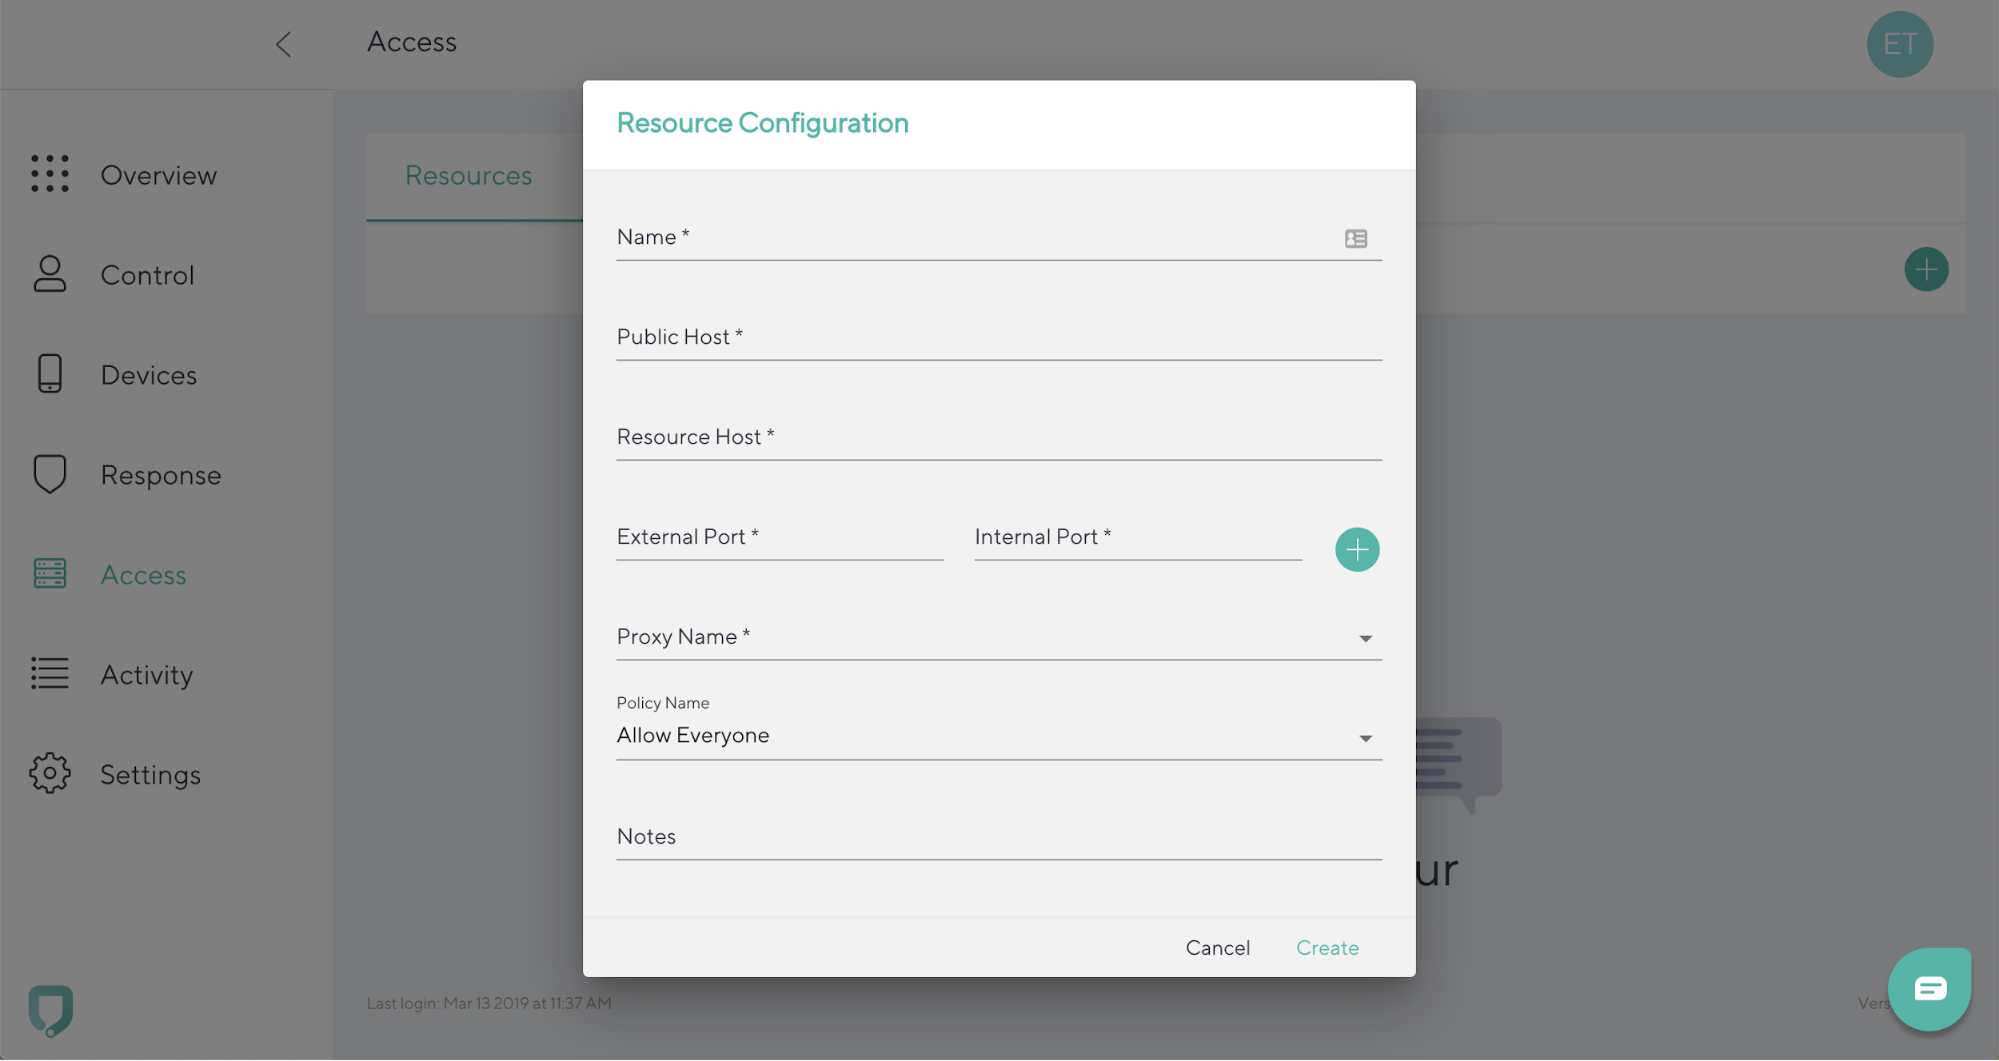 Access
ET
Overview
Control
Devices
Response
Access
Activity
Settings
Resources
Resource Configuration
Name *
Public Host *
Resource Host *
External Port *
Internal Port *
Proxy Name *
Policy Name
Allow Everyone
Notes
Cancel
Create
ur
Last login: Mar 13 2019 at 11:37 AM
Vers